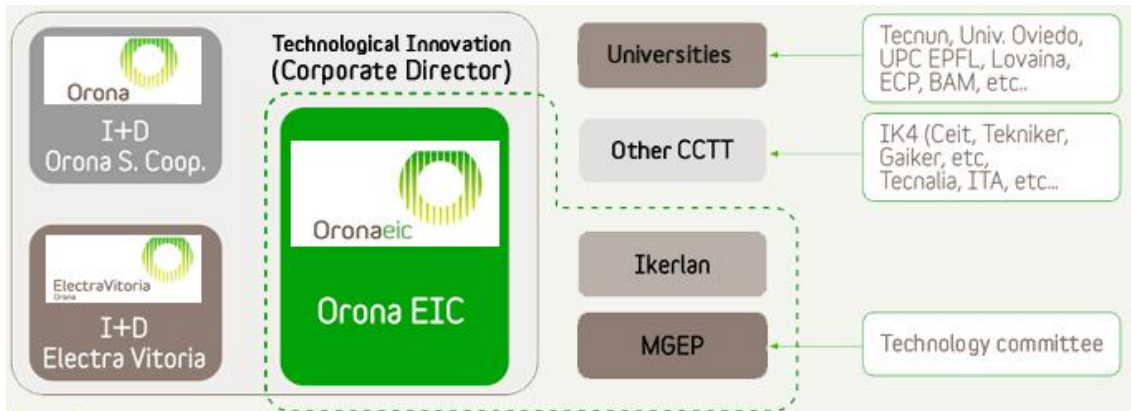 Orona
I+D
Orona S. Coop.
ElectraVitoria
Orona
I+D
Electra Vitoria
Technological Innovation
(Corporate Director)
Oronaeic
Orona EIC
Universities
Other CCTT
Ikerlan
MGEP
Tecnun, Univ. Oviedo,
UPC EPFL, Lovaina,
ECP, BAM, etc..
IK4 (Ceit, Tekniker,
Gaiker, etc,
Tecnalia, ITA, etc...
Technology committee